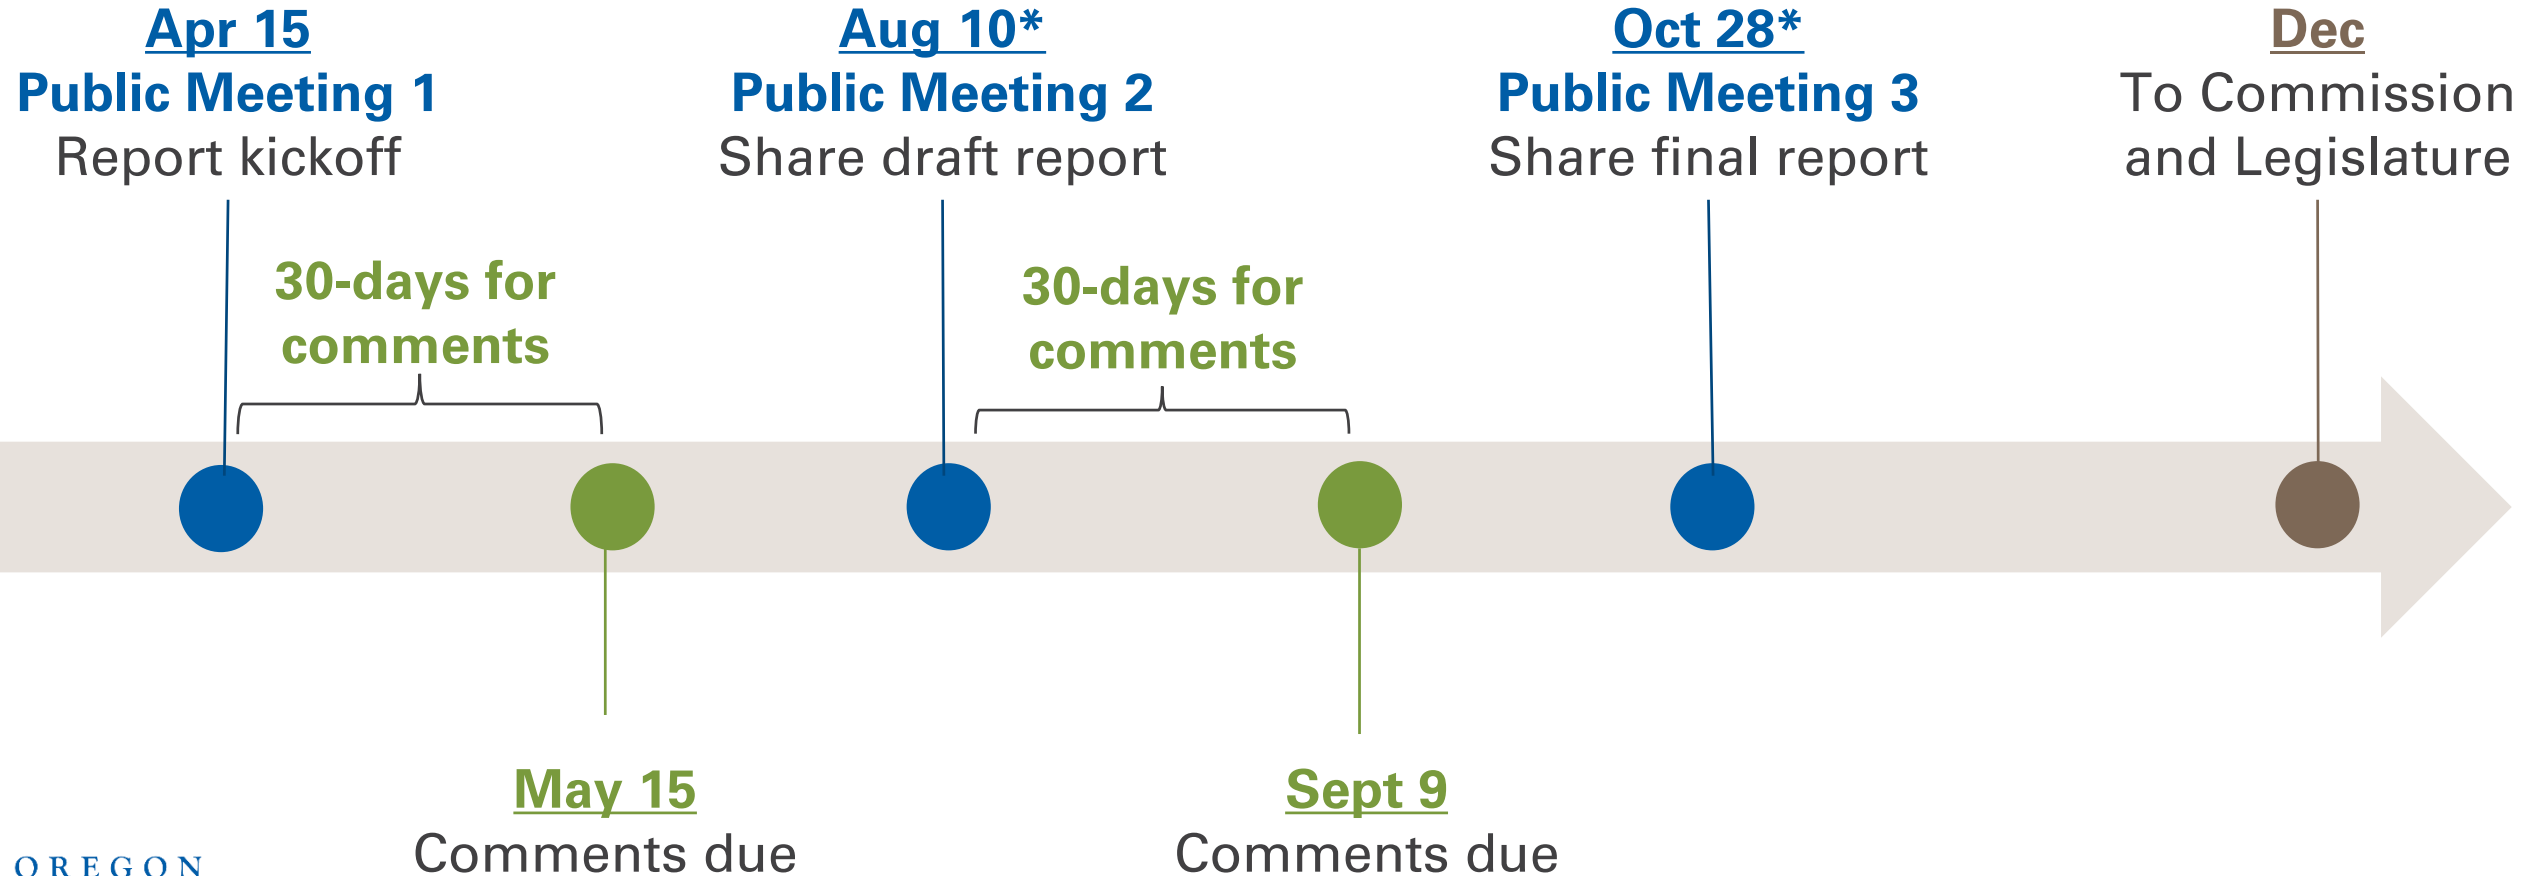 Apr 15
Public Meeting 1
Report kickoff
Aug 10*
Public Meeting 2
Share draft report
Oct 28*
Public Meeting 3
Share final report
Dec
To Commission
and Legislature
30-days for
comments
30-days for
comments
May 15
Comments due
Sept 9
Comments due
OREGON